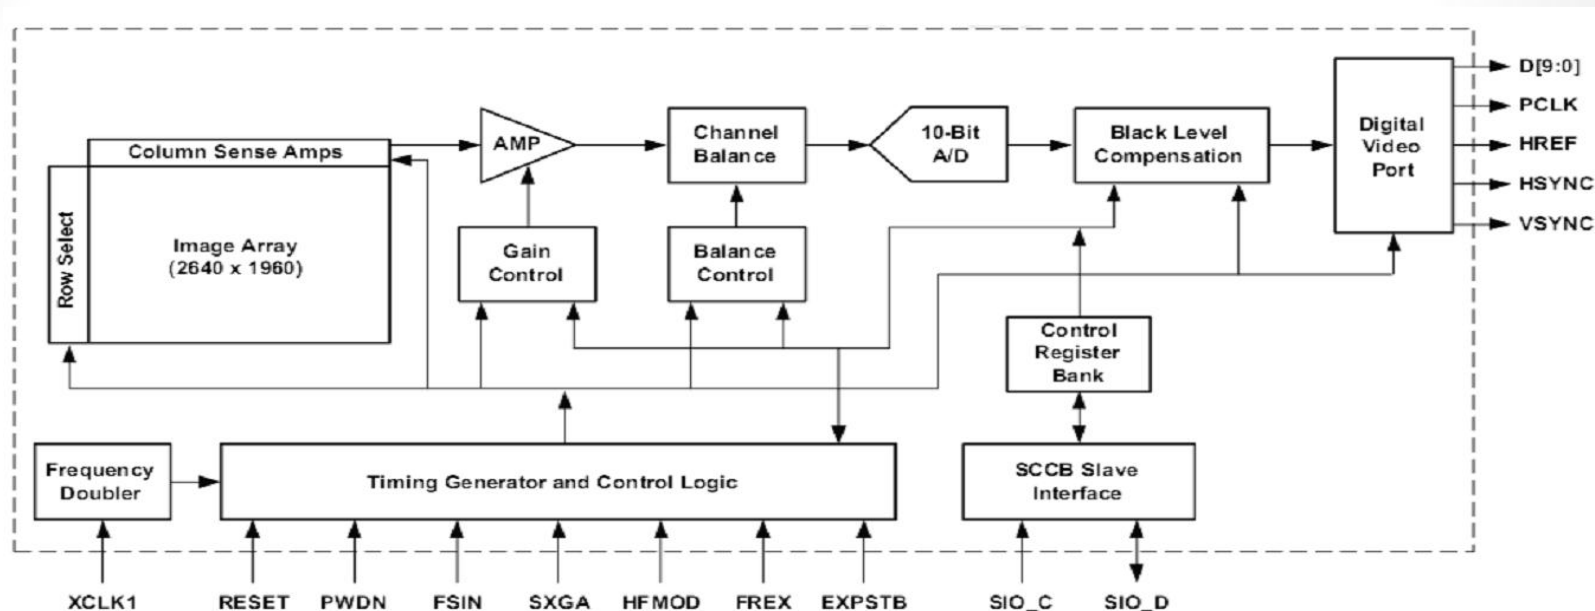 Column Sense Amps
Row Select
Image Array
(2640 x 1960)
AMP
Channel
Balance
10-Bit
A/D
Black Level
Compensation
Digital
Video
Port
D[9:0]
PCLK
HREF
HSYNC
VSYNC
Gain
Control
Balance
Control
Control
Register
Bank
Frequency
Doubler
Timing Generator and Control Logic
SCCB Slave
Interface
XCLK1
RESET
PWDN
FSIN
SXGA
HFMOD
FREX
EXPSTB
SIO_C
SIO_D